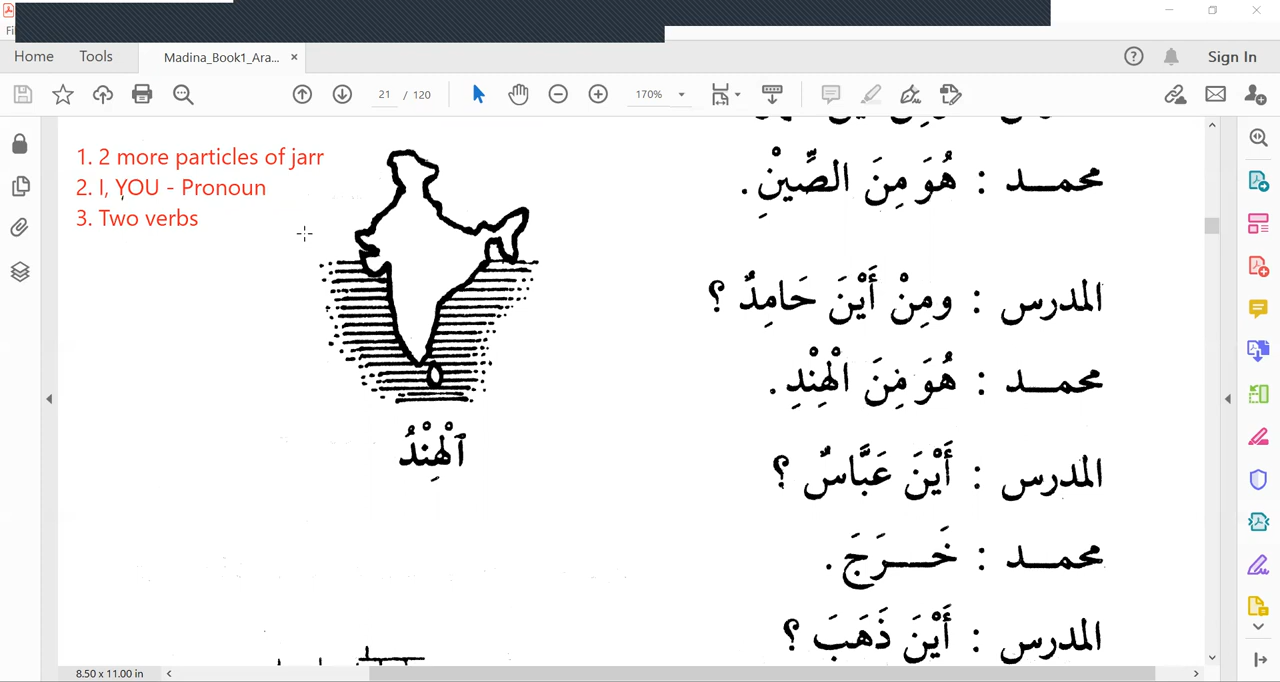 Home Tools Madina_Book1_Ara... × Sign In
21 / 120 170%
1. 2 more particles of jarr
2. I, YOU - Pronoun
3. Two verbs
محمد : هُوَ مِنَ الصِّيْنِ .
المدرس : ومِنْ أَيْنَ حَامِدٌ ؟
محمد : هُوَ مِنَ الْهِنْدِ .
اَلْهِنْدُ
المدرس : أَيْنَ عَبَّاسٌ ؟
محمد : خَرَجَ .
المدرس : أَيْنَ ذَهَبَ ؟
8.50 x 11.00 in